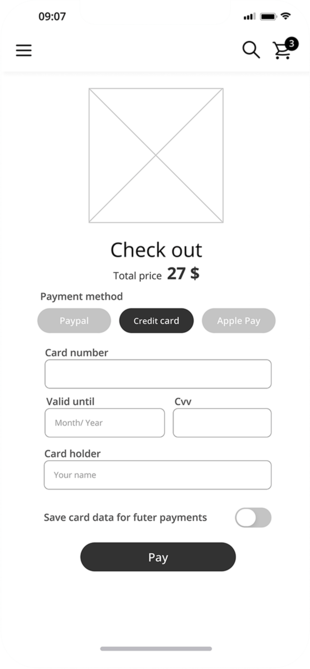 09:07
3
Check out
Total price 27 $
Payment method
Paypal Credit card Apple Pay
Card number
Valid until Cvv
Month/ Year
Card holder
Your name
Save card data for futer payments
Pay